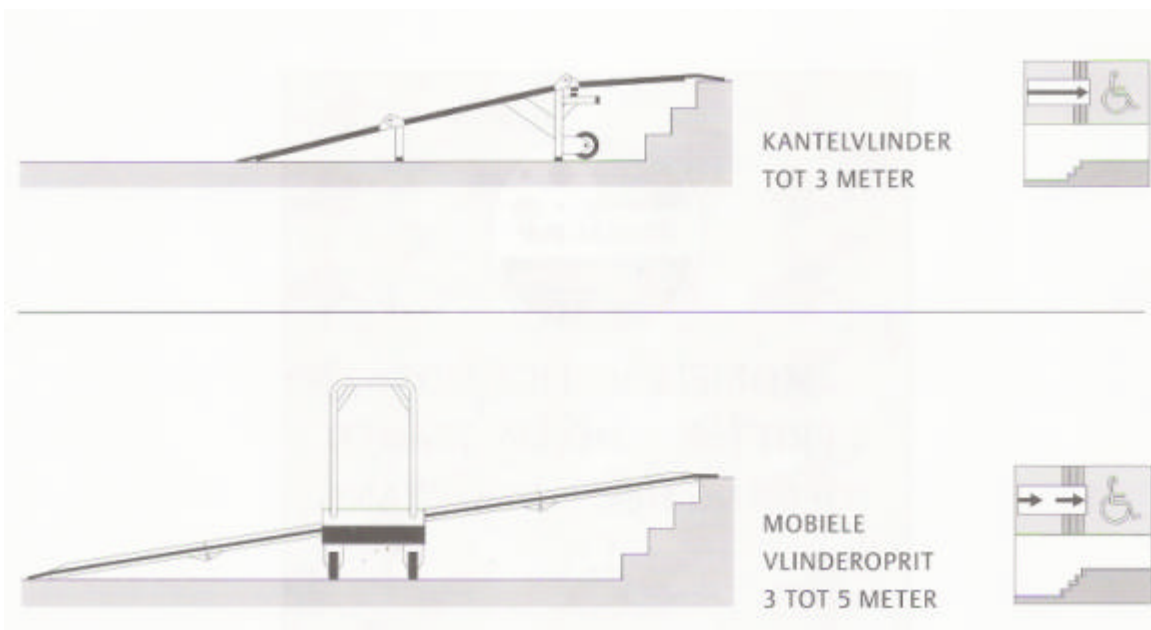 KANTELVLINDER
TOT 3 METER
MOBIELE
VLINDEROPRIT
3 TOT 5 METER